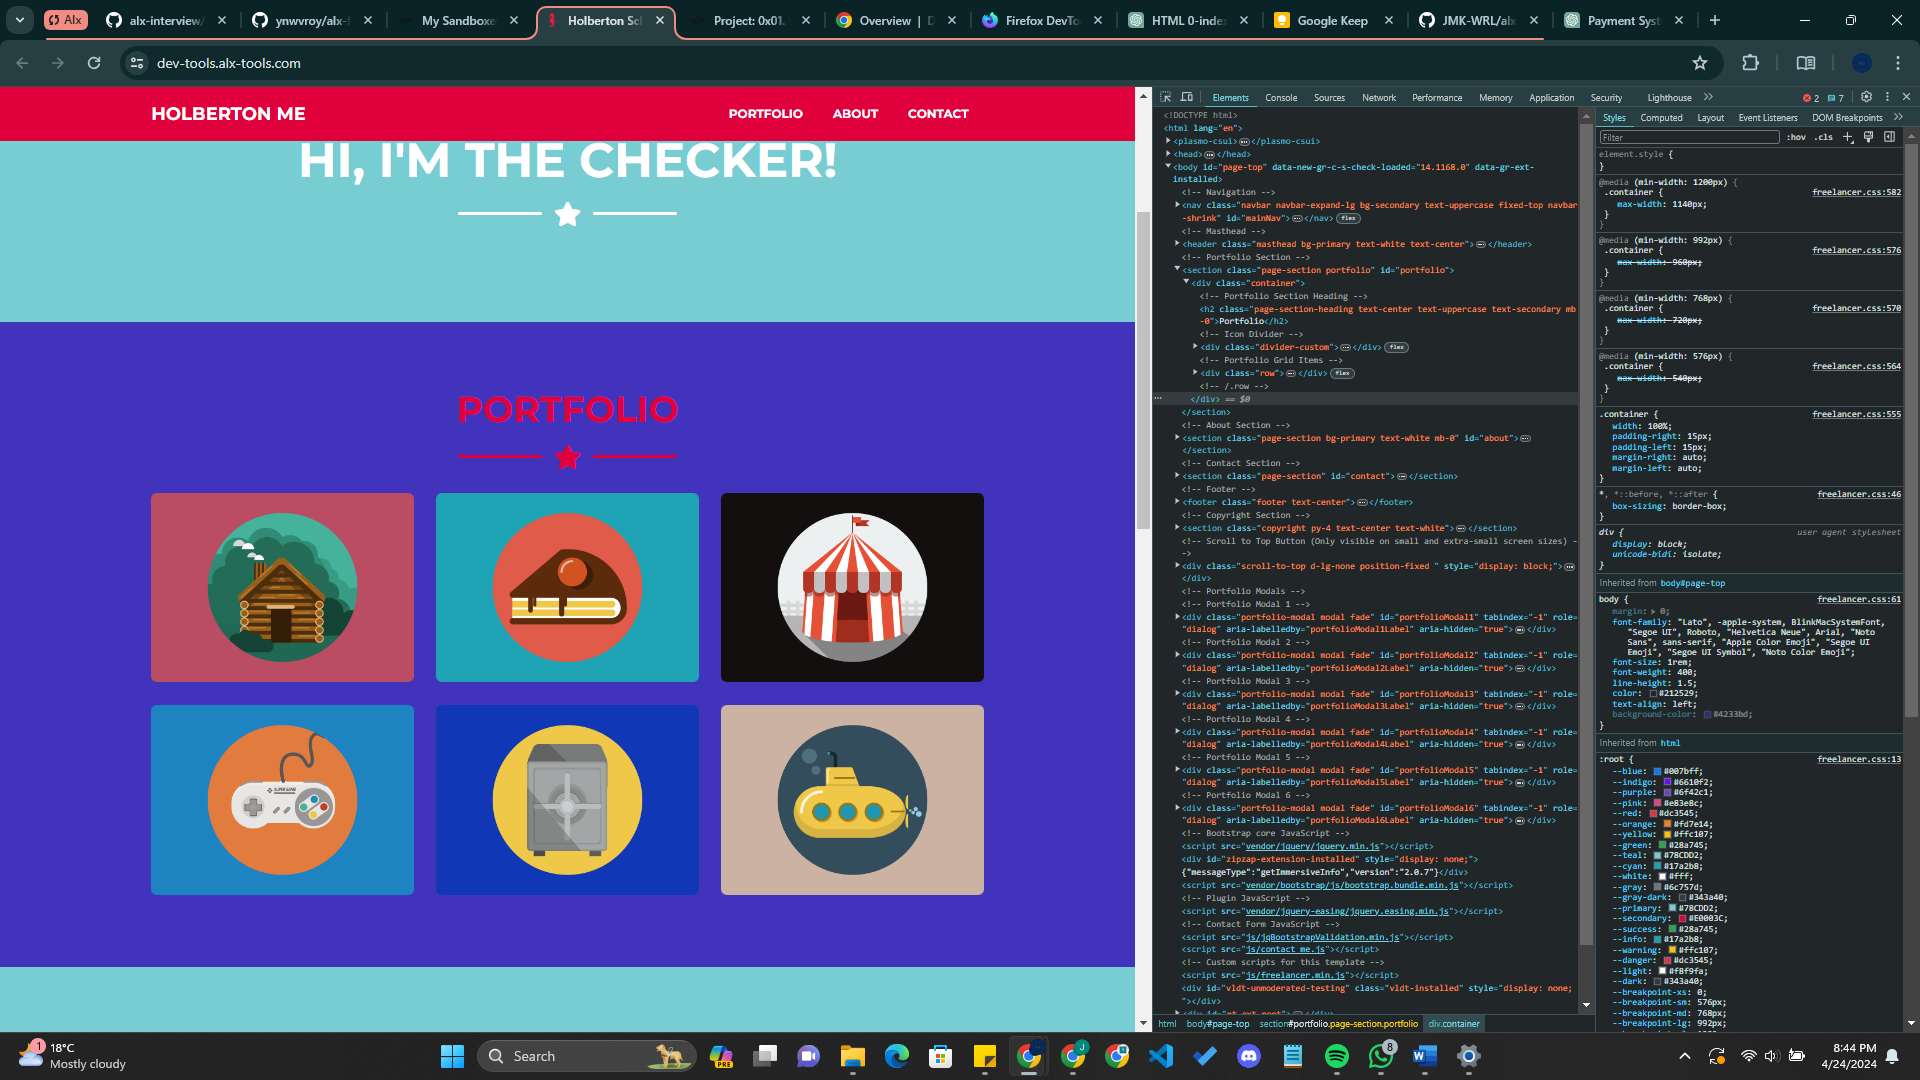 Alx
alx-interview/
ynwvroy/alx-f
My Sandboxe
Holberton Sc
Project: 0x01.
Overview | D
Firefox DevTo
HTML 0-index
Google Keep
JMK-WRL/alx
Payment Syst
dev-tools.alx-tools.com
HOLBERTON ME
PORTFOLIO ABOUT CONTACT
HI, I'M THE CHECKER!
PORTFOLIO
Elements Console Sources Network Performance Memory Application Security Lighthouse 2 7
<!DOCTYPE html>
<html lang="en">
<plasmo-csui></plasmo-csui>
<head></head>
<body id="page-top" data-new-gr-c-s-check-loaded="14.1168.0" data-gr-ext-
installed>
<!-- Navigation -->
<nav class="navbar navbar-expand-lg bg-secondary text-uppercase fixed-top navbar
-shrink" id="mainNav"></nav> flex
<!-- Masthead -->
<header class="masthead bg-primary text-white text-center"></header>
<!-- Portfolio Section -->
<section class="page-section portfolio" id="portfolio">
<div class="container">
<!-- Portfolio Section Heading -->
<h2 class="page-section-heading text-center text-uppercase text-secondary mb
-0">Portfolio</h2>
<!-- Icon Divider -->
<div class="divider-custom"></div> flex
<!-- Portfolio Grid Items -->
<div class="row"></div> flex
<!-- /.row -->
</div> == $0
</section>
<!-- About Section -->
<section class="page-section bg-primary text-white mb-0" id="about">
</section>
<!-- Contact Section -->
<section class="page-section" id="contact"></section>
<!-- Footer -->
<footer class="footer text-center"></footer>
<!-- Copyright Section -->
<section class="copyright py-4 text-center text-white"></section>
<!-- Scroll to Top Button (Only visible on small and extra-small screen sizes) --
>
<div class="scroll-to-top d-lg-none position-fixed " style="display: block;">
</div>
<!-- Portfolio Modals -->
<!-- Portfolio Modal 1 -->
<div class="portfolio-modal modal fade" id="portfolioModal1" tabindex="-1" role=
"dialog" aria-labelledby="portfolioModal1Label" aria-hidden="true"></div>
<!-- Portfolio Modal 2 -->
<div class="portfolio-modal modal fade" id="portfolioModal2" tabindex="-1" role=
"dialog" aria-labelledby="portfolioModal2Label" aria-hidden="true"></div>
<!-- Portfolio Modal 3 -->
<div class="portfolio-modal modal fade" id="portfolioModal3" tabindex="-1" role=
"dialog" aria-labelledby="portfolioModal3Label" aria-hidden="true"></div>
<!-- Portfolio Modal 4 -->
<div class="portfolio-modal modal fade" id="portfolioModal4" tabindex="-1" role=
"dialog" aria-labelledby="portfolioModal4Label" aria-hidden="true"></div>
<!-- Portfolio Modal 5 -->
<div class="portfolio-modal modal fade" id="portfolioModal5" tabindex="-1" role=
"dialog" aria-labelledby="portfolioModal5Label" aria-hidden="true"></div>
<!-- Portfolio Modal 6 -->
<div class="portfolio-modal modal fade" id="portfolioModal6" tabindex="-1" role=
"dialog" aria-labelledby="portfolioModal6Label" aria-hidden="true"></div>
<!-- Bootstrap core JavaScript -->
<script src="vendor/jquery/jquery.min.js"></script>
<div id="zipzap-extension-installed" style="display: none;">
{"messageType":"getImmersiveInfo","version":"2.0.7"}</div>
<script src="vendor/bootstrap/js/bootstrap.bundle.min.js"></script>
<!-- Plugin JavaScript -->
<script src="vendor/jquery-easing/jquery.easing.min.js"></script>
<!-- Contact Form JavaScript -->
<script src="js/jqBootstrapValidation.min.js"></script>
<script src="js/contact_me.js"></script>
<!-- Custom scripts for this template -->
<script src="js/freelancer.min.js"></script>
<div id="vldt-unmoderated-testing" class="vldt-installed" style="display: none;
"></div>
html body#page-top section#portfolio.page-section.portfolio div.container
Styles Computed Layout Event Listeners DOM Breakpoints
Filter :hov .cls
element.style {
}
@media (min-width: 1200px) {
.container { freelancer.css:582
max-width: 1140px;
}
}
@media (min-width: 992px) {
.container { freelancer.css:576
max-width: 960px;
}
}
@media (min-width: 768px) {
.container { freelancer.css:570
max-width: 720px;
}
}
@media (min-width: 576px) {
.container { freelancer.css:564
max-width: 540px;
}
}
.container { freelancer.css:555
width: 100%;
padding-right: 15px;
padding-left: 15px;
margin-right: auto;
margin-left: auto;
}
*, *::before, *::after { freelancer.css:46
box-sizing: border-box;
}
div { user agent stylesheet
display: block;
unicode-bidi: isolate;
}
Inherited from body#page-top
body { freelancer.css:61
margin: 0;
font-family: "Lato", -apple-system, BlinkMacSystemFont,
"Segoe UI", Roboto, "Helvetica Neue", Arial, "Noto
Sans", sans-serif, "Apple Color Emoji", "Segoe UI
Emoji", "Segoe UI Symbol", "Noto Color Emoji";
font-size: 1rem;
font-weight: 400;
line-height: 1.5;
color: #212529;
text-align: left;
background-color: #4233bd;
}
Inherited from html
:root { freelancer.css:13
--blue: #007bff;
--indigo: #6610f2;
--purple: #6f42c1;
--pink: #e83e8c;
--red: #dc3545;
--orange: #fd7e14;
--yellow: #ffc107;
--green: #28a745;
--teal: #78CDD2;
--cyan: #17a2b8;
--white: #fff;
--gray: #6c757d;
--gray-dark: #343a40;
--primary: #78CDD2;
--secondary: #E0003C;
--success: #28a745;
--info: #17a2b8;
--warning: #ffc107;
--danger: #dc3545;
--light: #f8f9fa;
--dark: #343a40;
--breakpoint-xs: 0;
--breakpoint-sm: 576px;
--breakpoint-md: 768px;
--breakpoint-lg: 992px;
1
18°C
Mostly cloudy
Search
PRE
J
8
8:44 PM
4/24/2024